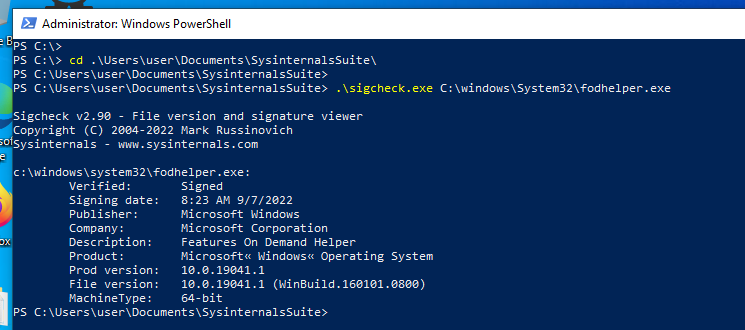 Administrator: Windows PowerShell
PS C:\>
PS C:\> cd .\Users\user\Documents\SysinternalsSuite\
PS C:\Users\user\Documents\SysinternalsSuite>
PS C:\Users\user\Documents\SysinternalsSuite> .\sigcheck.exe C:\windows\System32\fodhelper.exe
Sigcheck v2.90 - File version and signature viewer
Copyright (C) 2004-2022 Mark Russinovich
Sysinternals - www.sysinternals.com
c:\windows\system32\fodhelper.exe:
Verified: Signed
Signing date: 8:23 AM 9/7/2022
Publisher: Microsoft Windows
Company: Microsoft Corporation
Description: Features On Demand Helper
Product: Microsoft« Windows« Operating System
Prod version: 10.0.19041.1
File version: 10.0.19041.1 (WinBuild.160101.0800)
MachineType: 64-bit
PS C:\Users\user\Documents\SysinternalsSuite>